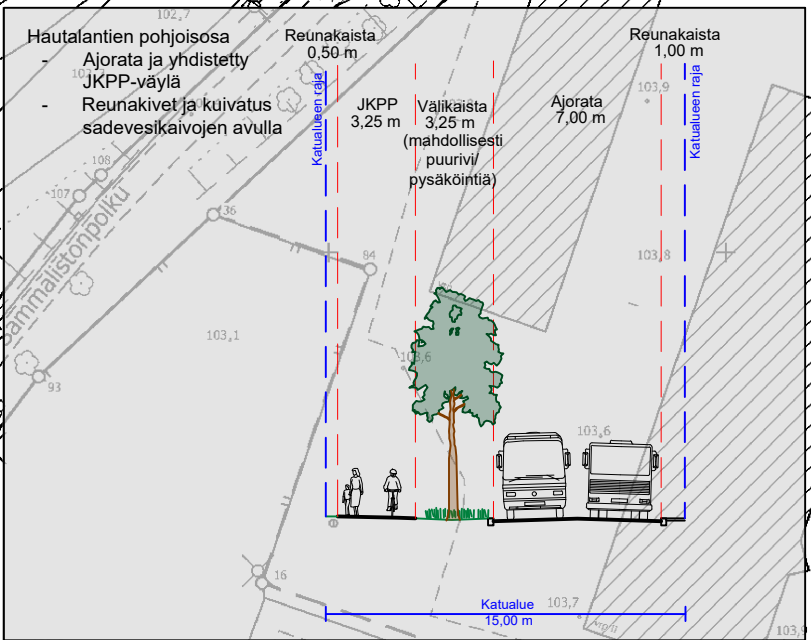 102,7
Hautalantien pohjoisosa
- Ajorata ja yhdistetty
JKPP-väylä
- Reunakivet ja kuivatus
sadevesikaivojen avulla
Reunakaista
0,50 m
Reunakaista
1,00 m
Katualueen raja
JKPP
3,25 m
Välikaista
3,25 m
(mahdollisesti
puurivi/
pysäköintiä)
Ajorata
7,00 m
Katualueen raja
103,9
108
107
Sammalistonpolku
36
84
103,8
103,1
103,6
93
103,6
16
Katualue
15,00 m
103,7
103,9